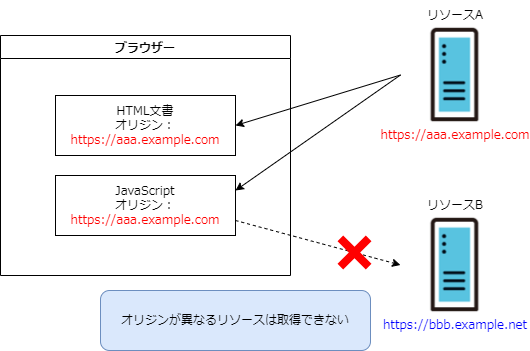 リソースA
ブラウザー
HTML文書
オリジン：
https://aaa.example.com
https://aaa.example.com
JavaScript
オリジン：
https://aaa.example.com
リソースB
https://bbb.example.net
オリジンが異なるリソースは取得できない